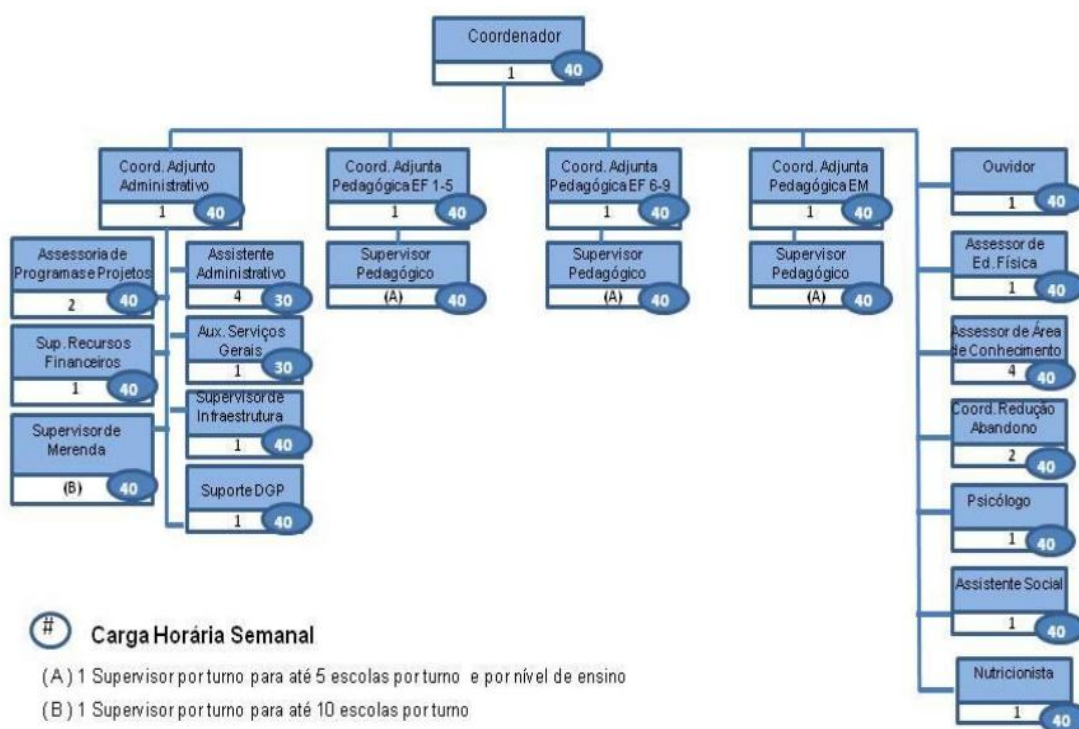 Coordenador
1 40
Coord. Adjunto
Administrativo
1 40
Coord. Adjunta
Pedagógica EF 1-5
1 40
Coord. Adjunta
Pedagógica EF 6-9
1 40
Coord. Adjunta
Pedagógica EM
1 40
Ouvidor
1 40
Assessoria de
Programas e Projetos
2 40
Assistente
Administrativo
4 30
Supervisor
Pedagógico
(A) 40
Supervisor
Pedagógico
(A) 40
Supervisor
Pedagógico
(A) 40
Assessor de
Ed. Física
1 40
Sup. Recursos
Financeiros
1 40
Aux. Serviços
Gerais
1 30
Assessor de Área
de Conhecimento
4 40
Supervisor de
Merenda
(B) 40
Supervisor de
Infraestrutura
1 40
Coord. Redução
Abandono
2 40
Suporte DGP
1 40
Psicólogo
1 40
Assistente Social
1 40
Nutricionista
1 40
# Carga Horária Semanal
(A) 1 Supervisor por turno para até 5 escolas por turno e por nível de ensino
(B) 1 Supervisor por turno para até 10 escolas por turno